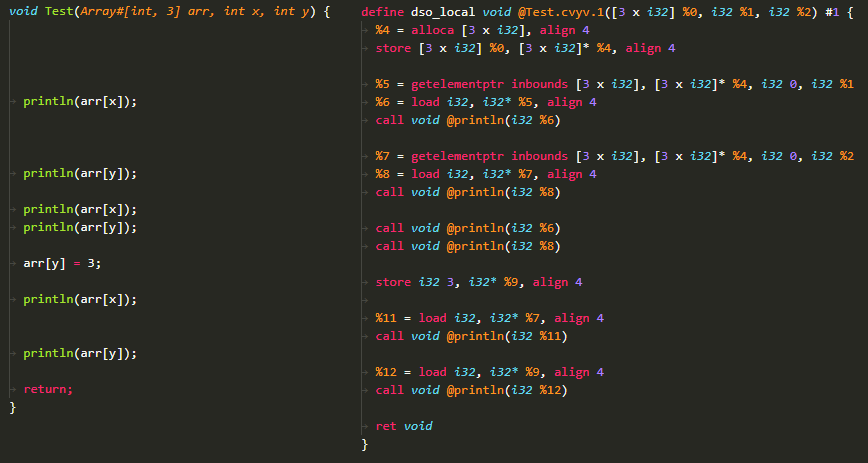 void Test(Array#[int, 3] arr, int x, int y) {
println(arr[x]);
println(arr[y]);
println(arr[x]);
println(arr[y]);
arr[y] = 3;
println(arr[x]);
println(arr[y]);
return;
}
define dso_local void @Test.cvyv.1([3 x i32] %0, i32 %1, i32 %2) #1 {
%4 = alloca [3 x i32], align 4
store [3 x i32] %0, [3 x i32]* %4, align 4
%5 = getelementptr inbounds [3 x i32], [3 x i32]* %4, i32 0, i32 %1
%6 = load i32, i32* %5, align 4
call void @println(i32 %6)
%7 = getelementptr inbounds [3 x i32], [3 x i32]* %4, i32 0, i32 %2
%8 = load i32, i32* %7, align 4
call void @println(i32 %8)
call void @println(i32 %6)
call void @println(i32 %8)
store i32 3, i32* %9, align 4
%11 = load i32, i32* %7, align 4
call void @println(i32 %11)
%12 = load i32, i32* %9, align 4
call void @println(i32 %12)
ret void
}